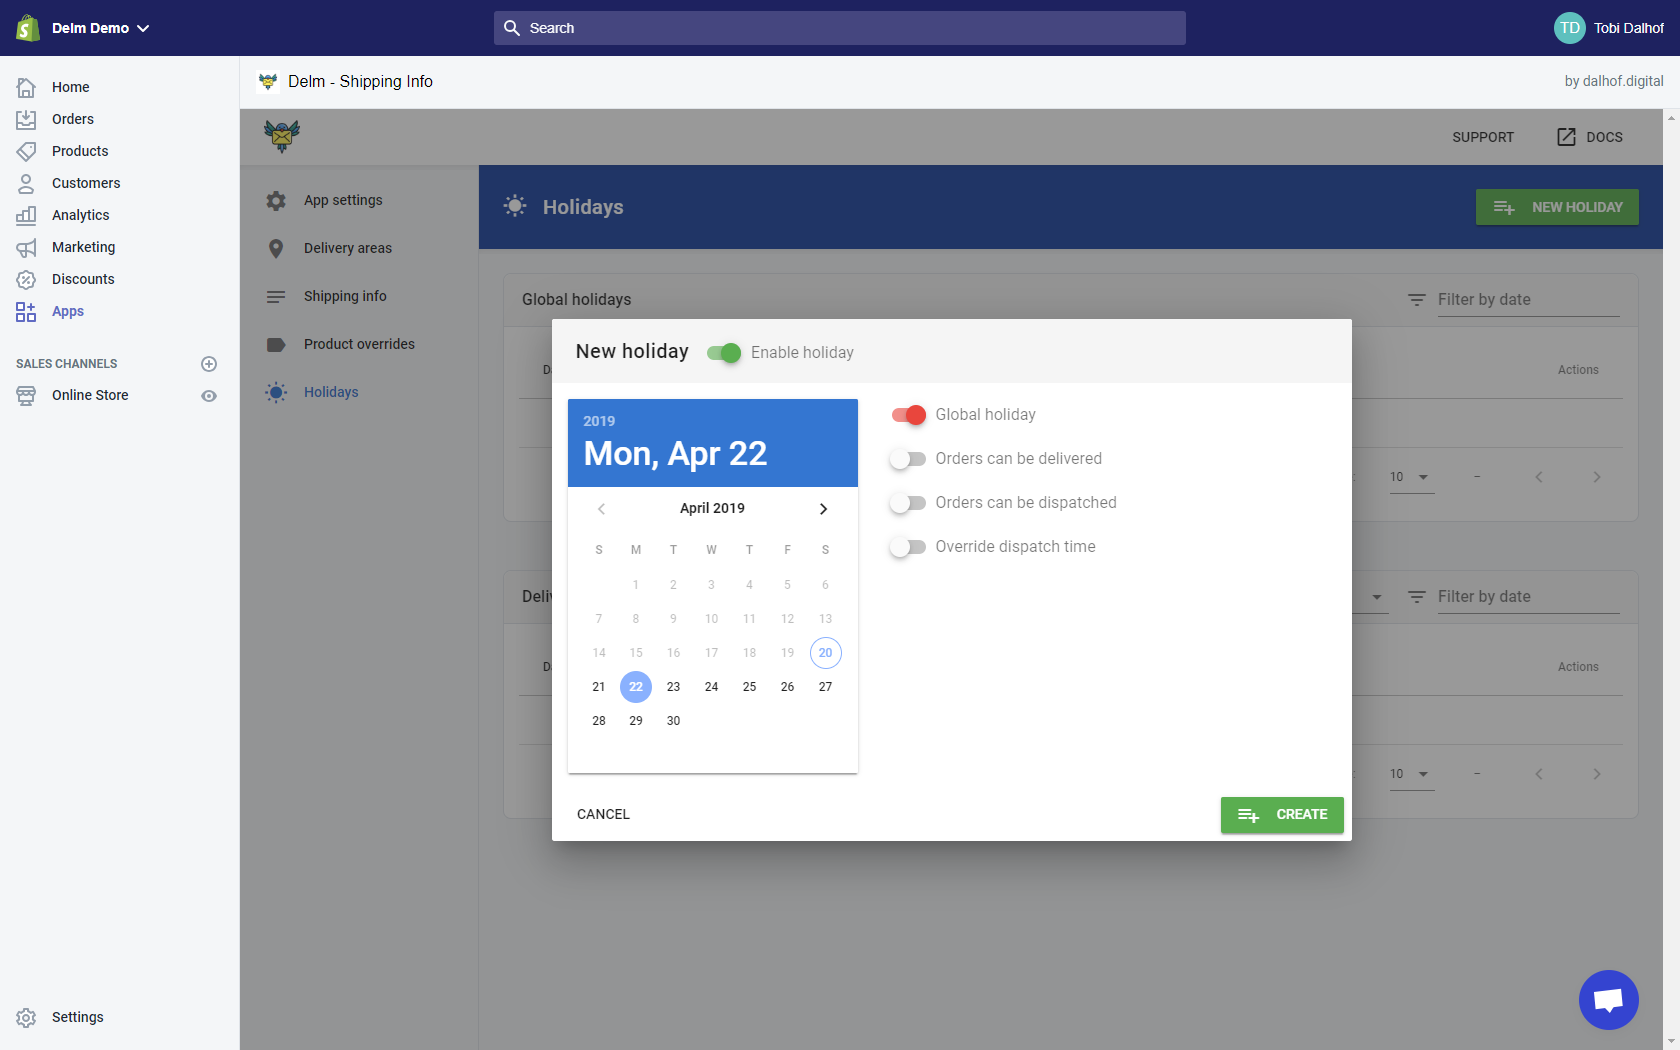 Delm Demo
Search
TD
Tobi Dalhof
Home
Orders
Products
Customers
Analytics
Marketing
Discounts
Apps
SALES CHANNELS
Online Store
Settings
Delm - Shipping Info
by dalhof.digital
SUPPORT
DOCS
App settings
Delivery areas
Shipping info
Product overrides
Holidays
Holidays
NEW HOLIDAY
Global holidays
Filter by date
Actions
10
–
Filter by date
Actions
10
–
New holiday
Enable holiday
2019
Mon, Apr 22
April 2019
S M T W T F S
1 2 3 4 5 6
7 8 9 10 11 12 13
14 15 16 17 18 19 20
21 22 23 24 25 26 27
28 29 30
Global holiday
Orders can be delivered
Orders can be dispatched
Override dispatch time
CANCEL
CREATE